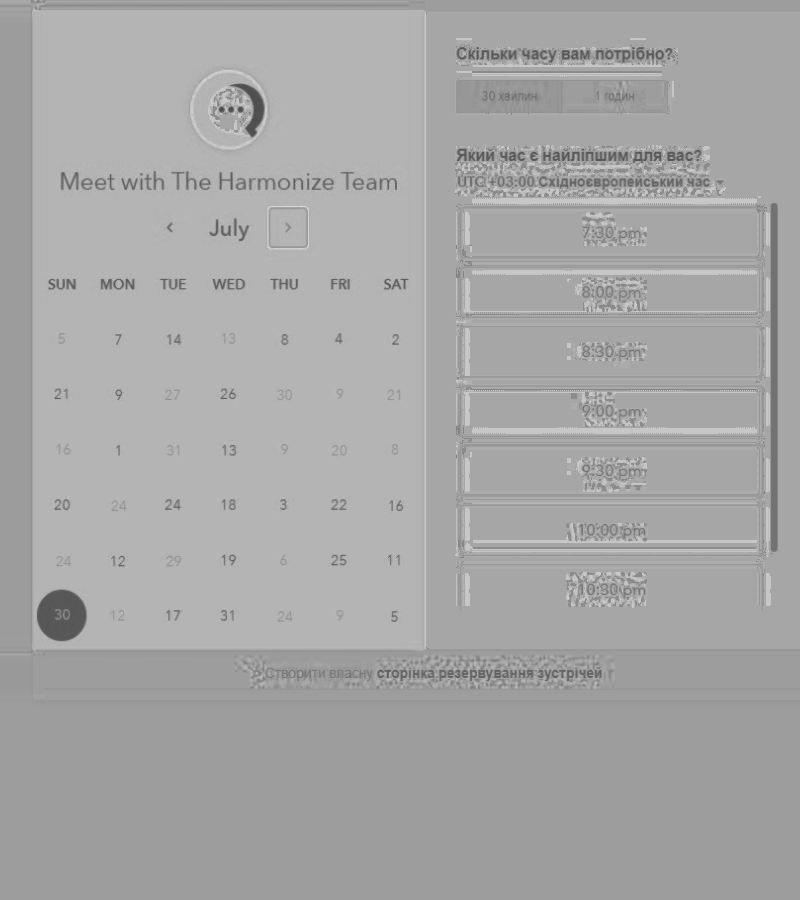 Meet with The Harmonize Team
July
SUN MON TUE WED THU FRI SAT
5 7 14 13 8 4 2
21 9 27 26 30 9 21
16 1 31 13 9 20 8
20 24 24 18 3 22 16
24 12 29 19 6 25 11
30 12 17 31 24 9 5
Скільки часу вам потрібно?
30 хвилин 1 годин
Який час є найліпшим для вас?
UTC +03:00 Східноєвропейський час
7:30 pm
8:00 pm
8:30 pm
9:00 pm
9:30 pm
10:00 pm
10:30 pm
Створити власну сторінка резервування зустрічей